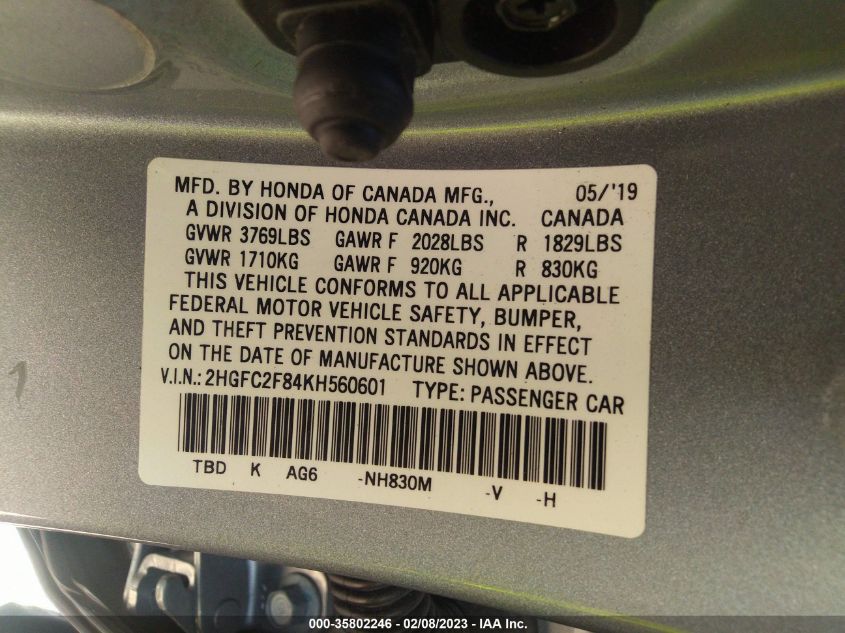 MFD. BY HONDA OF CANADA MFG., 05/'19
A DIVISION OF HONDA CANADA INC. CANADA
GVWR 3769LBS GAWR F 2028LBS R 1829LBS
GVWR 1710KG GAWR F 920KG R 830KG
THIS VEHICLE CONFORMS TO ALL APPLICABLE
FEDERAL MOTOR VEHICLE SAFETY, BUMPER,
AND THEFT PREVENTION STANDARDS IN EFFECT
ON THE DATE OF MANUFACTURE SHOWN ABOVE.
V.I.N.: 2HGFC2F84KH560601 TYPE: PASSENGER CAR
TBD K AG6 -NH830M -V -H
000-35802246 - 02/08/2023 - IAA Inc.